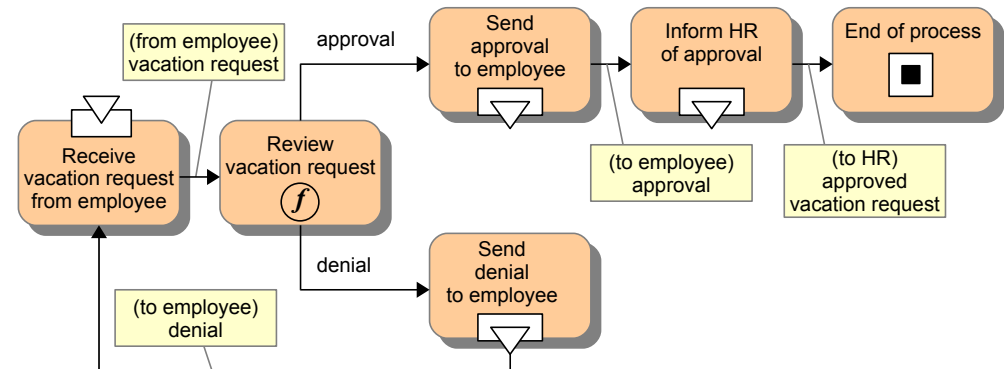 (from employee)
vacation request
approval
Send
approval
to employee
Inform HR
of approval
End of process
Receive
vacation request
from employee
Review
vacation request
f
(to employee)
approval
(to HR)
approved
vacation request
denial
Send
denial
to employee
(to employee)
denial